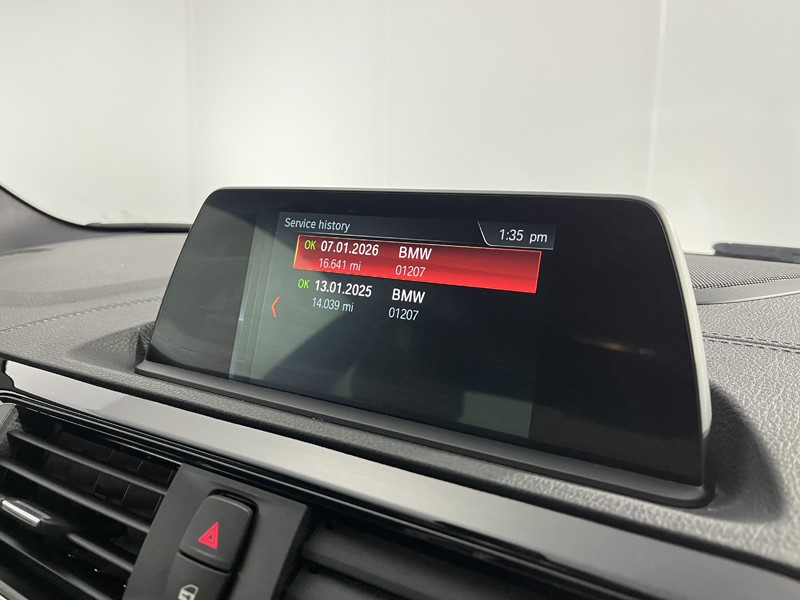 Service history
1:35 pm
OK 07.01.2026 BMW
16.641 mi 01207
OK 13.01.2025 BMW
14.039 mi 01207